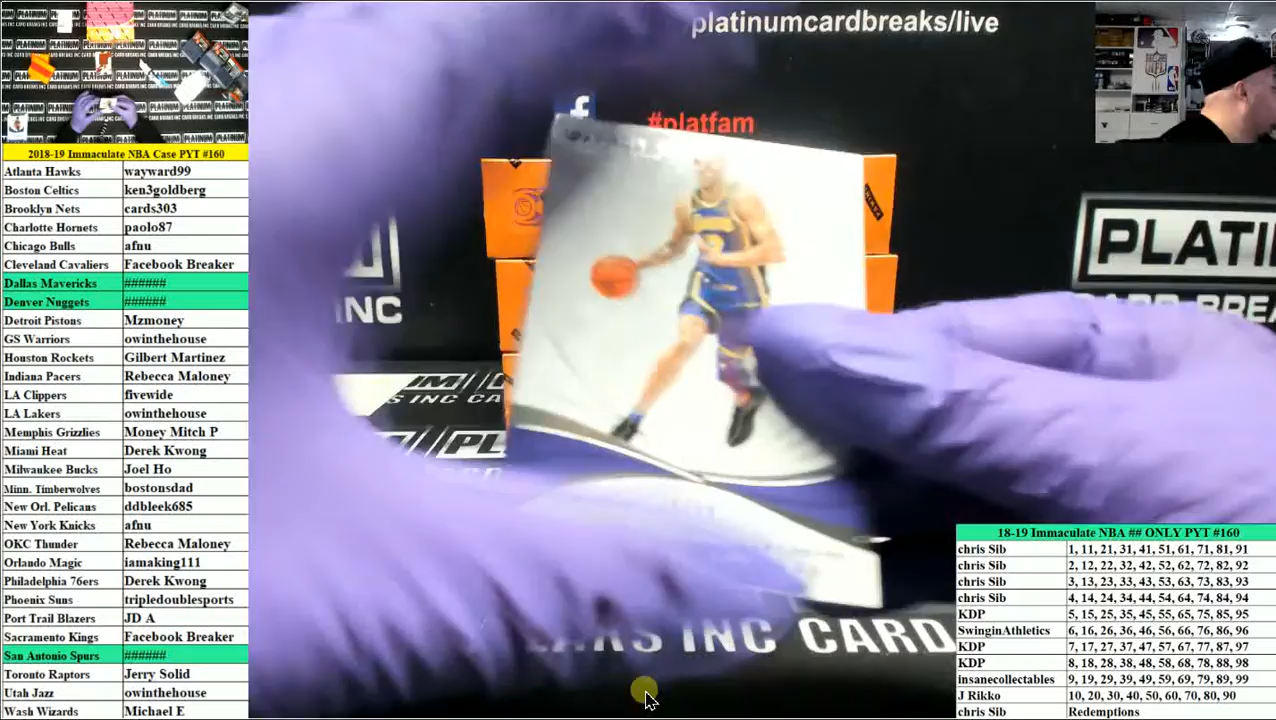 platinumcardbreaks/live
#platfam
2018-19 Immaculate NBA Case PYT #160
Atlanta Hawks wayward99
Boston Celtics ken3goldberg
Brooklyn Nets cards303
Charlotte Hornets paolo87
Chicago Bulls afnu
Cleveland Cavaliers Facebook Breaker
Dallas Mavericks ######
Denver Nuggets ######
Detroit Pistons Mzmoney
GS Warriors owinthehouse
Houston Rockets Gilbert Martinez
Indiana Pacers Rebecca Maloney
LA Clippers fivewide
LA Lakers owinthehouse
Memphis Grizzlies Money Mitch P
Miami Heat Derek Kwong
Milwaukee Bucks Joel Ho
Minn. Timberwolves bostonsdad
New Orl. Pelicans ddbleek685
New York Knicks afnu
OKC Thunder Rebecca Maloney
Orlando Magic iamaking111
Philadelphia 76ers Derek Kwong
Phoenix Suns tripledoublesports
Port Trail Blazers JD A
Sacramento Kings Facebook Breaker
San Antonio Spurs ######
Toronto Raptors Jerry Solid
Utah Jazz owinthehouse
Wash Wizards Michael E
PLATI
INC
INC CARD
18-19 Immaculate NBA ## ONLY PYT #160
chris Sib 1, 11, 21, 31, 41, 51, 61, 71, 81, 91
chris Sib 2, 12, 22, 32, 42, 52, 62, 72, 82, 92
chris Sib 3, 13, 23, 33, 43, 53, 63, 73, 83, 93
chris Sib 4, 14, 24, 34, 44, 54, 64, 74, 84, 94
KDP 5, 15, 25, 35, 45, 55, 65, 75, 85, 95
SwinginAthletics 6, 16, 26, 36, 46, 56, 66, 76, 86, 96
KDP 7, 17, 27, 37, 47, 57, 67, 77, 87, 97
KDP 8, 18, 28, 38, 48, 58, 68, 78, 88, 98
insanecollectables 9, 19, 29, 39, 49, 59, 69, 79, 89, 99
J Rikko 10, 20, 30, 40, 50, 60, 70, 80, 90
chris Sib Redemptions